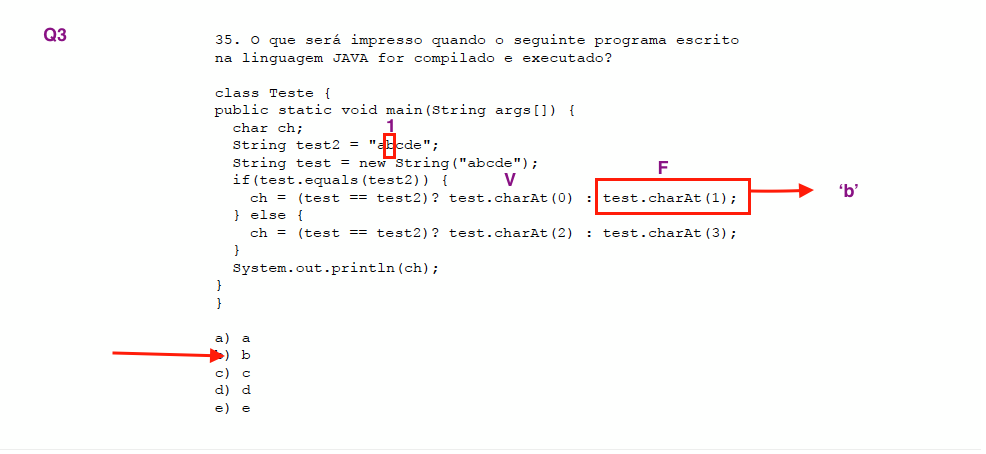 Q3
35. O que será impresso quando o seguinte programa escrito
na linguagem JAVA for compilado e executado?
class Teste {
public static void main(String args[]) {
char ch;
1
String test2 = "abcde";
String test = new String("abcde");
F
if(test.equals(test2)) { V
ch = (test == test2)? test.charAt(0) : test.charAt(1); ‘b’
} else {
ch = (test == test2)? test.charAt(2) : test.charAt(3);
}
System.out.println(ch);
}
}
a) a
b) b
c) c
d) d
e) e